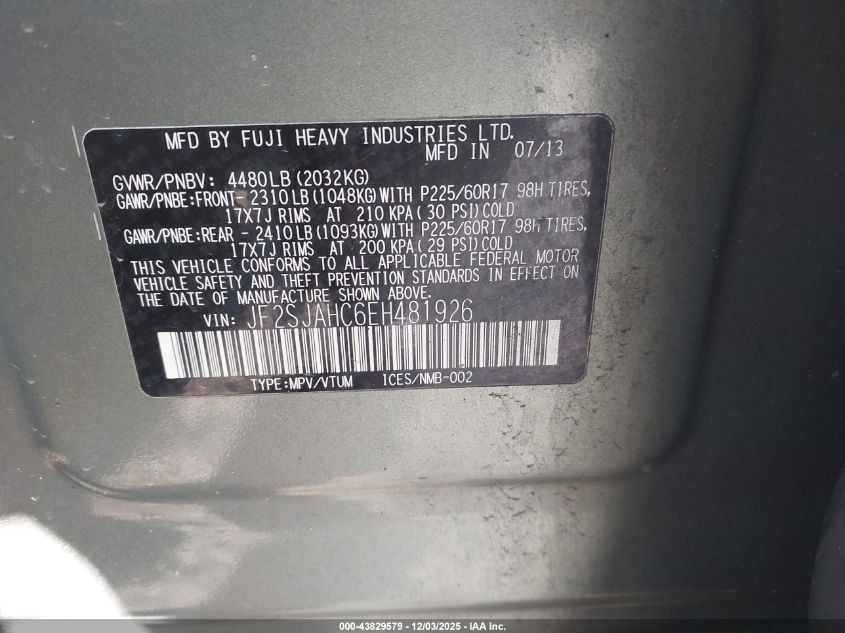 MFD BY FUJI HEAVY INDUSTRIES LTD.
MFD IN 07/13
GVWR/PNBV: 4480LB (2032KG)
GAWR/PNBE:FRONT- 2310LB (1048KG) WITH P225/60R17 98H TIRES,
17X7J RIMS AT 210 KPA (30 PSI) COLD
GAWR/PNBE:REAR - 2410LB (1093KG) WITH P225/60R17 98H TIRES,
17X7J RIMS AT 200 KPA (29 PSI) COLD
THIS VEHICLE CONFORMS TO ALL APPLICABLE FEDERAL MOTOR
VEHICLE SAFETY AND THEFT PREVENTION STANDARDS IN EFFECT ON
THE DATE OF MANUFACTURE SHOWN ABOVE.
VIN: JF2SJAHC6EH481926
TYPE:MPV/VTUM ICES/NMB-002
000-43829579 - 12/03/2025 - IAA Inc.